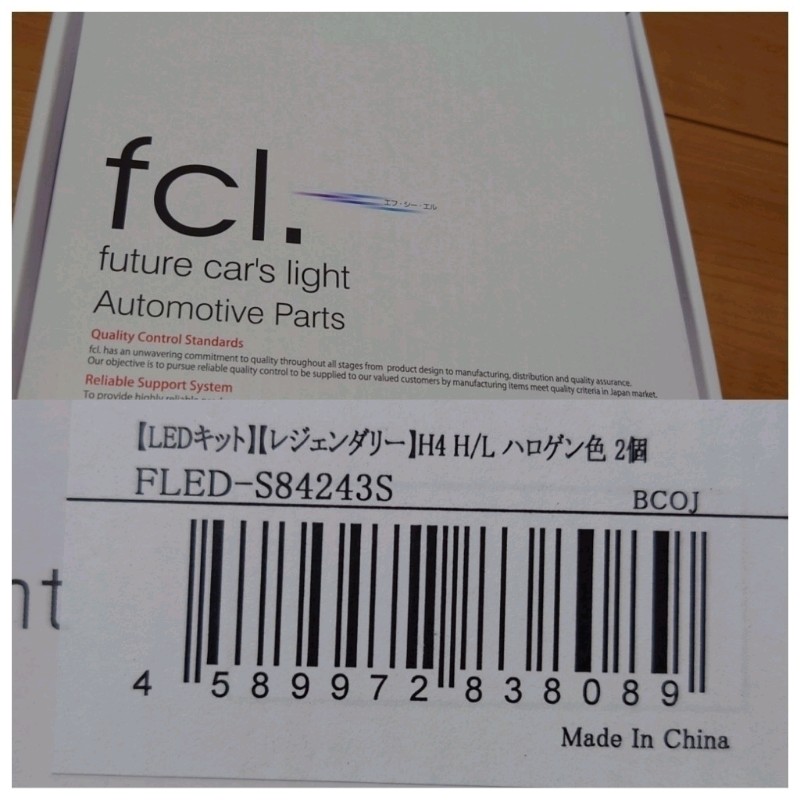 fcl.
エフ・シー・エル
future car's light
Automotive Parts
Quality Control Standards
fcl. has an unwavering commitment to quality throughout all stages from product design to manufacturing, distribution and quality assurance.
Our objective is to pursue reliable quality control to be supplied to our valued customers by manufacturing items meet quality criteria in Japan market.
Reliable Support System
To provide highly
【LEDキット】【レジェンダリー】H4 H/L ハロゲン色 2個
FLED-S84243S
BCOJ
nt
4 589972 838089
Made In China